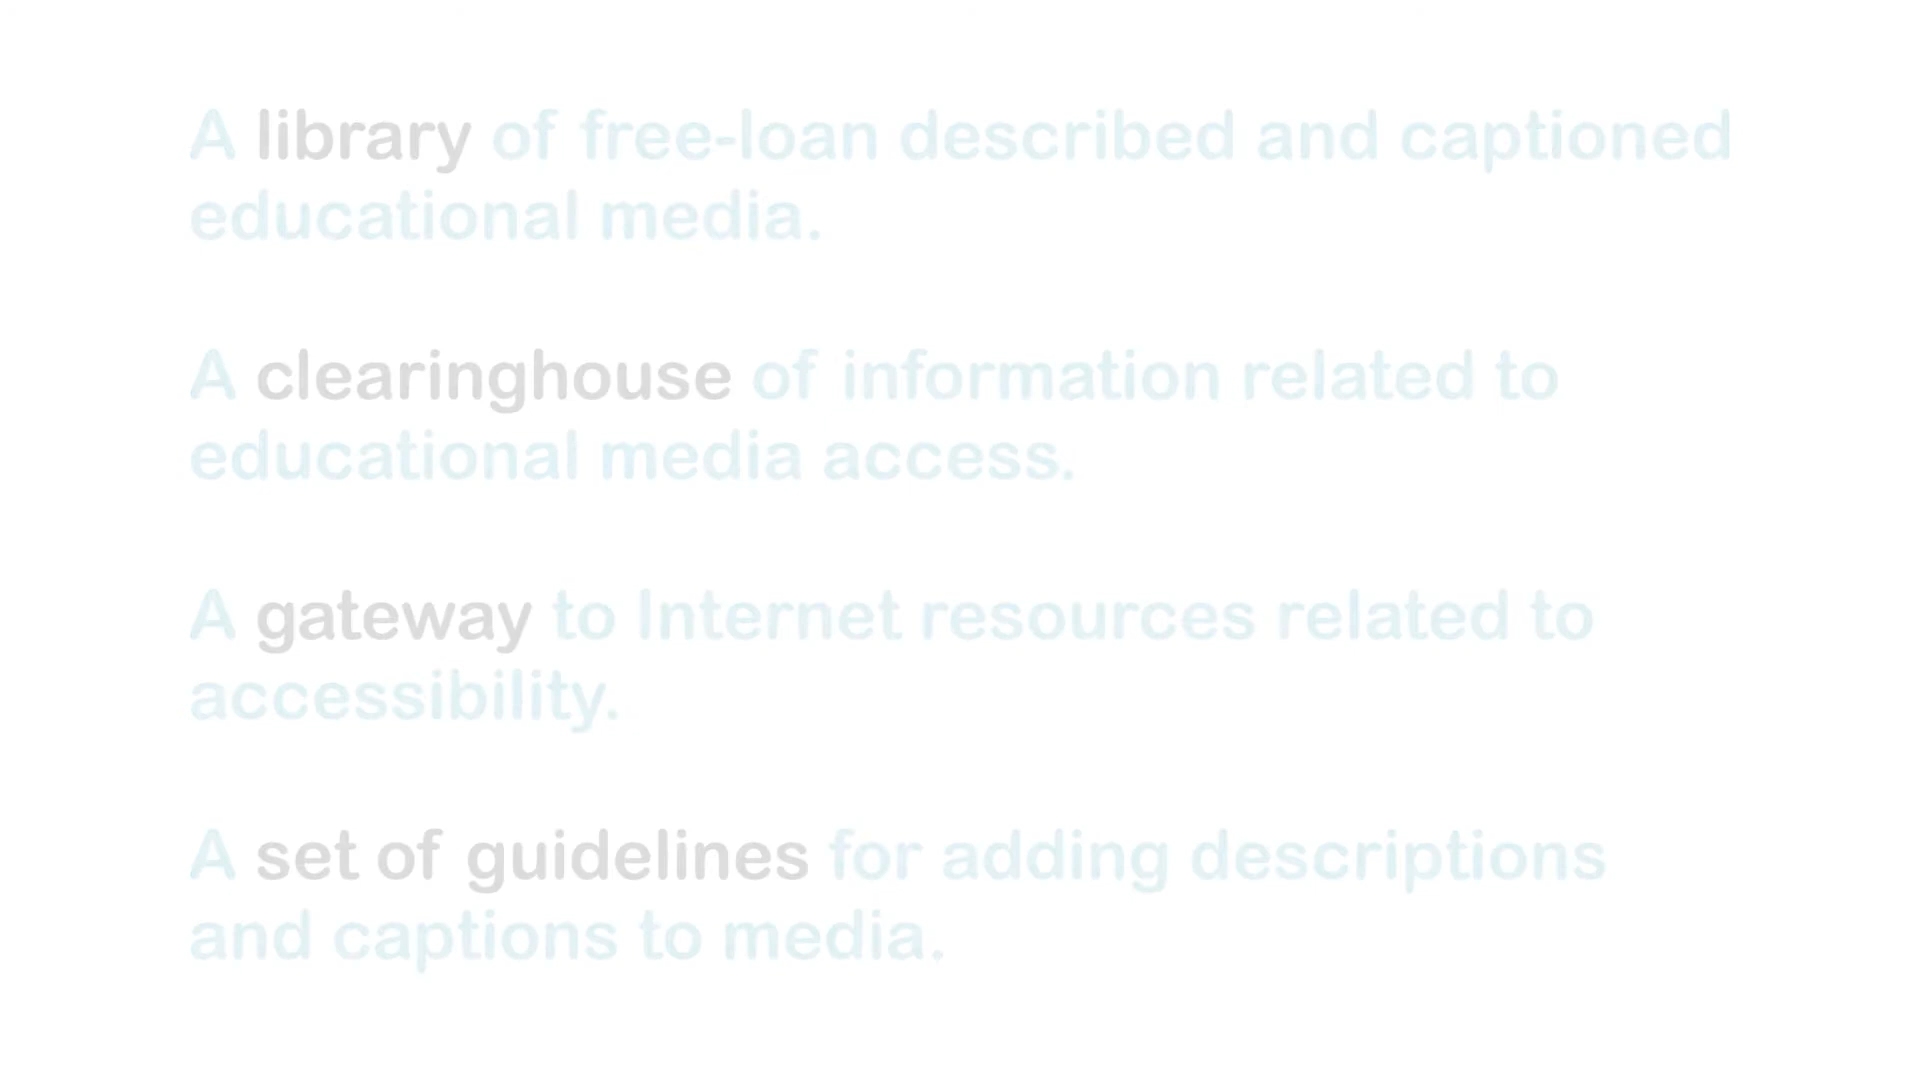 A library of free-loan described and captioned
educational media.
A clearinghouse of information related to
educational media access.
A gateway to Internet resources related to
accessibility.
A set of guidelines for adding descriptions
and captions to media.